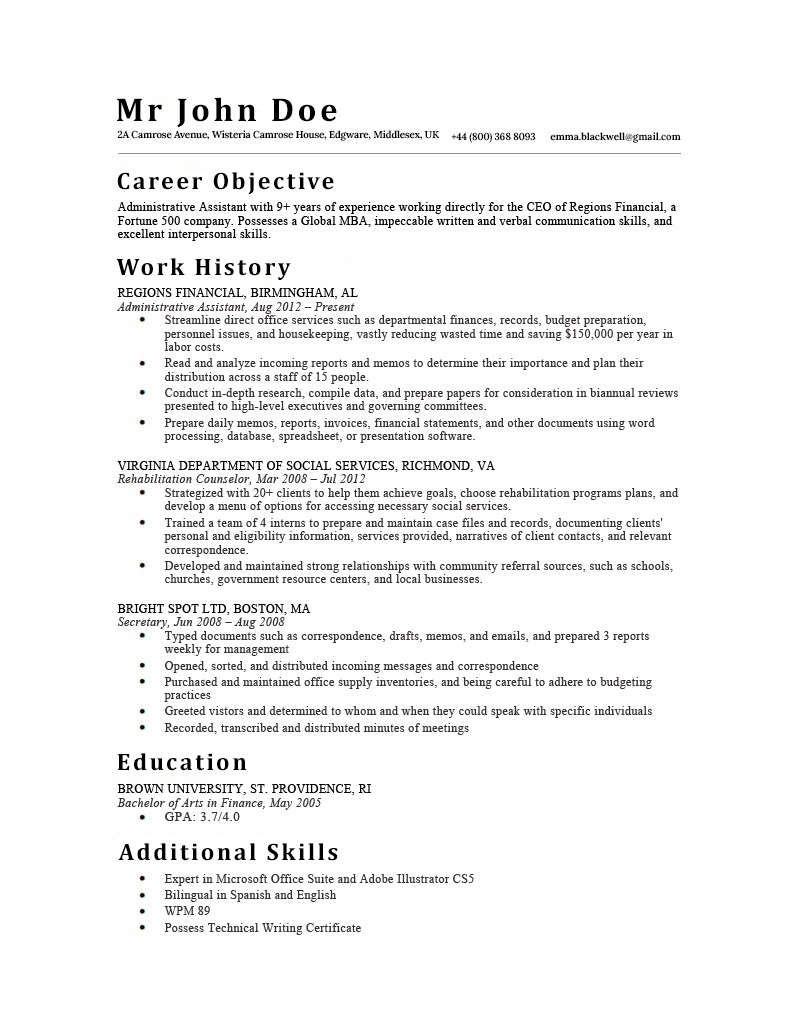 Mr John Doe
2A Camrose Avenue, Wisteria Camrose House, Edgware, Middlesex, UK +44 (800) 368 8093 emma.blackwell@gmail.com
Career Objective
Administrative Assistant with 9+ years of experience working directly for the CEO of Regions Financial, a
Fortune 500 company. Possesses a Global MBA, impeccable written and verbal communication skills, and
excellent interpersonal skills.
Work History
REGIONS FINANCIAL, BIRMINGHAM, AL
Administrative Assistant, Aug 2012 – Present
• Streamline direct office services such as departmental finances, records, budget preparation,
personnel issues, and housekeeping, vastly reducing wasted time and saving $150,000 per year in
labor costs.
• Read and analyze incoming reports and memos to determine their importance and plan their
distribution across a staff of 15 people.
• Conduct in-depth research, compile data, and prepare papers for consideration in biannual reviews
presented to high-level executives and governing committees.
• Prepare daily memos, reports, invoices, financial statements, and other documents using word
processing, database, spreadsheet, or presentation software.
VIRGINIA DEPARTMENT OF SOCIAL SERVICES, RICHMOND, VA
Rehabilitation Counselor, Mar 2008 – Jul 2012
• Strategized with 20+ clients to help them achieve goals, choose rehabilitation programs plans, and
develop a menu of options for accessing necessary social services.
• Trained a team of 4 interns to prepare and maintain case files and records, documenting clients'
personal and eligibility information, services provided, narratives of client contacts, and relevant
correspondence.
• Developed and maintained strong relationships with community referral sources, such as schools,
churches, government resource centers, and local businesses.
BRIGHT SPOT LTD, BOSTON, MA
Secretary, Jun 2008 – Aug 2008
• Typed documents such as correspondence, drafts, memos, and emails, and prepared 3 reports
weekly for management
• Opened, sorted, and distributed incoming messages and correspondence
• Purchased and maintained office supply inventories, and being careful to adhere to budgeting
practices
• Greeted vistors and determined to whom and when they could speak with specific individuals
• Recorded, transcribed and distributed minutes of meetings
Education
BROWN UNIVERSITY, ST. PROVIDENCE, RI
Bachelor of Arts in Finance, May 2005
• GPA: 3.7/4.0
Additional Skills
• Expert in Microsoft Office Suite and Adobe Illustrator CS5
• Bilingual in Spanish and English
• WPM 89
• Possess Technical Writing Certificate